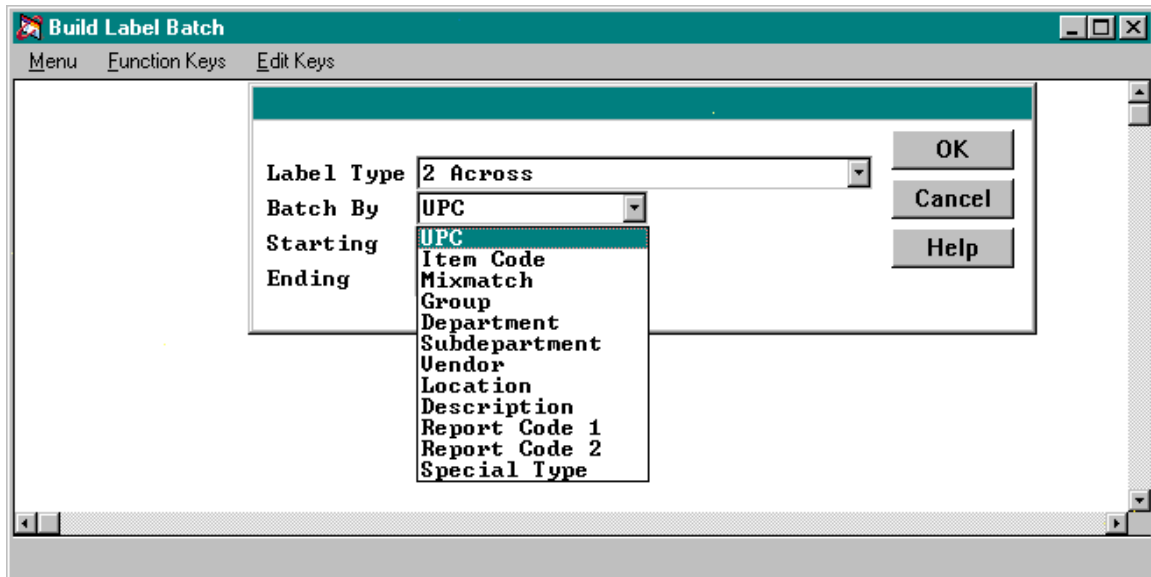 Build Label Batch
Menu Function Keys Edit Keys
Label Type 2 Across
Batch By UPC
Starting
Ending
UPC
Item Code
Mixmatch
Group
Department
Subdepartment
Vendor
Location
Description
Report Code 1
Report Code 2
Special Type
OK
Cancel
Help